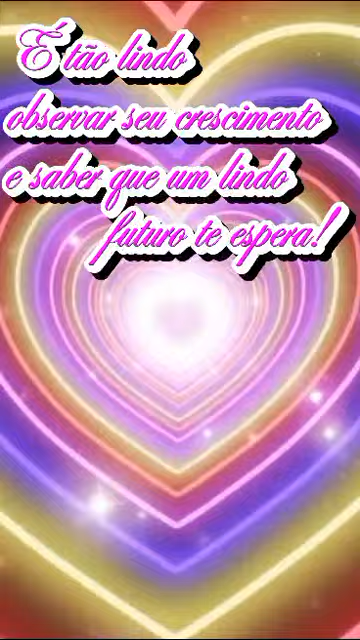 É tão lindo
observar seu crescimento
e saber que um lindo
futuro te espera!